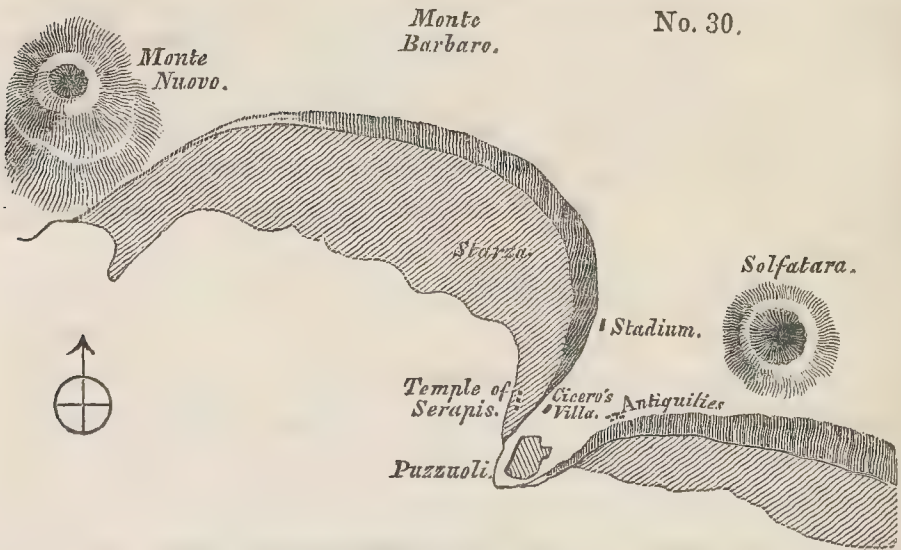 No. 30.
Monte
Barbaro.
Monte
Nuovo.
Starza.
Solfatara.
Stadium.
Temple of
Serapis.
Cicero's
Villa.
Antiquities
Puzzuoli.